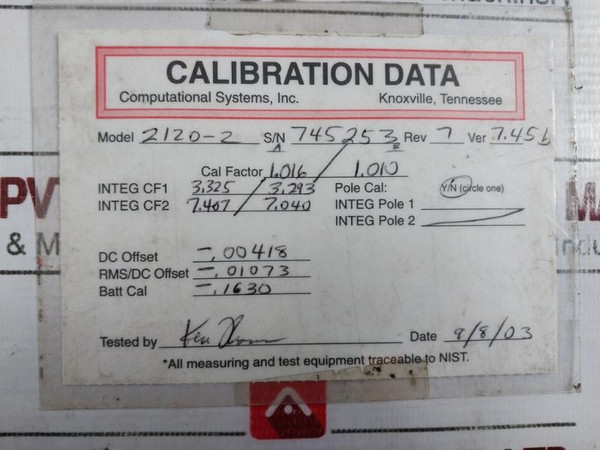 CALIBRATION DATA
Computational Systems, Inc. Knoxville, Tennessee
Model 2120-2 S/N 745253 Rev 7 Ver 7.45b
A B
Cal Factor 1.016 / 1.010
INTEG CF1 3.325 / 3.293 Pole Cal: Y/N (circle one)
INTEG CF2 7.407 / 7.040 INTEG Pole 1
INTEG Pole 2
PV
& M
DC Offset -.00418
RMS/DC Offset -.01073
Batt Cal -.1630
Tested by Ken Date 9/8/03
*All measuring and test equipment traceable to NIST.